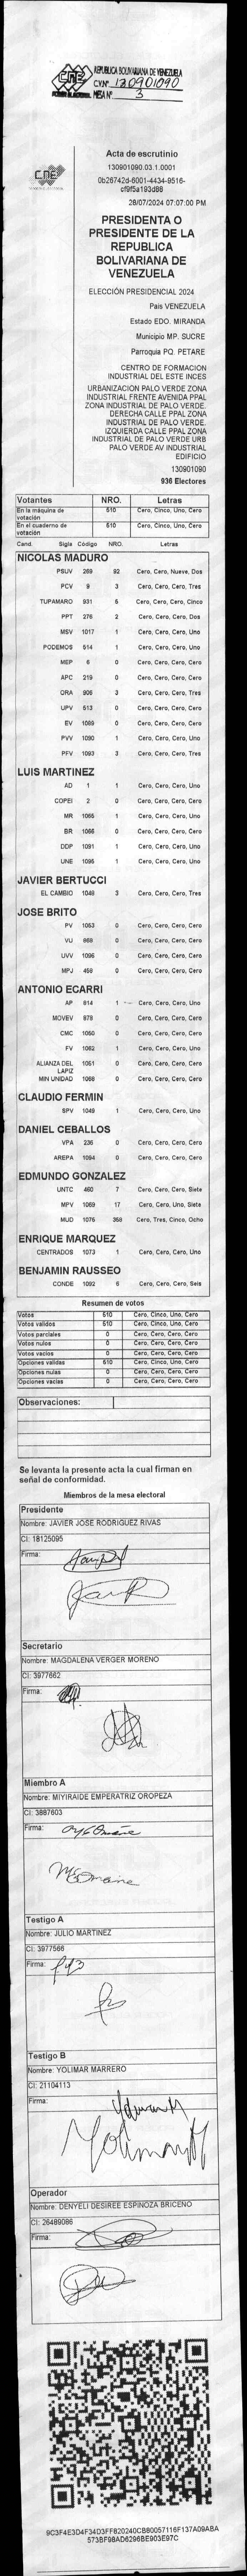 CNE
PODER ELECTORAL
REPÚBLICA BOLIVARIANA DE VENEZUELA
C.V. Nº 130901090
MESA Nº 3
CNE
Acta de escrutinio
130901090.03.1.0001
0b26742d-6001-4434-9516-
cf9f5a193d88
28/07/2024 07:07:00 PM
PRESIDENTA O
PRESIDENTE DE LA
REPUBLICA
BOLIVARIANA DE
VENEZUELA
ELECCIÓN PRESIDENCIAL 2024
Pais VENEZUELA
Estado EDO. MIRANDA
Municipio MP. SUCRE
Parroquia PQ. PETARE
CENTRO DE FORMACION
INDUSTRIAL DEL ESTE INCES
URBANIZACION PALO VERDE ZONA
INDUSTRIAL FRENTE AVENIDA PPAL
ZONA INDUSTRIAL DE PALO VERDE.
DERECHA CALLE PPAL ZONA
INDUSTRIAL DE PALO VERDE.
IZQUIERDA CALLE PPAL ZONA
INDUSTRIAL DE PALO VERDE URB
PALO VERDE AV INDUSTRIAL
EDIFICIO
130901090
936 Electores
Votantes NRO. Letras
En la máquina de votación 510 Cero, Cinco, Uno, Cero
En el cuaderno de votación 510 Cero, Cinco, Uno, Cero
Cand. Sigla Código NRO. Letras
NICOLAS MADURO
PSUV 269 92 Cero, Cero, Nueve, Dos
PCV 9 3 Cero, Cero, Cero, Tres
TUPAMARO 931 5 Cero, Cero, Cero, Cinco
PPT 276 2 Cero, Cero, Cero, Dos
MSV 1017 1 Cero, Cero, Cero, Uno
PODEMOS 514 1 Cero, Cero, Cero, Uno
MEP 6 0 Cero, Cero, Cero, Cero
APC 219 0 Cero, Cero, Cero, Cero
ORA 906 3 Cero, Cero, Cero, Tres
UPV 513 0 Cero, Cero, Cero, Cero
EV 1089 0 Cero, Cero, Cero, Cero
PVV 1090 1 Cero, Cero, Cero, Uno
PFV 1093 3 Cero, Cero, Cero, Tres
LUIS MARTINEZ
AD 1 1 Cero, Cero, Cero, Uno
COPEI 2 0 Cero, Cero, Cero, Cero
MR 1065 1 Cero, Cero, Cero, Uno
BR 1066 0 Cero, Cero, Cero, Cero
DDP 1091 1 Cero, Cero, Cero, Uno
UNE 1095 1 Cero, Cero, Cero, Uno
JAVIER BERTUCCI
EL CAMBIO 1048 3 Cero, Cero, Cero, Tres
JOSE BRITO
PV 1053 0 Cero, Cero, Cero, Cero
VU 868 0 Cero, Cero, Cero, Cero
UVV 1096 0 Cero, Cero, Cero, Cero
MPJ 459 0 Cero, Cero, Cero, Cero
ANTONIO ECARRI
AP 814 1 Cero, Cero, Cero, Uno
MOVEV 878 0 Cero, Cero, Cero, Cero
CMC 1050 0 Cero, Cero, Cero, Cero
FV 1062 1 Cero, Cero, Cero, Uno
ALIANZA DEL LAPIZ 1051 0 Cero, Cero, Cero, Cero
MIN UNIDAD 1068 0 Cero, Cero, Cero, Cero
CLAUDIO FERMIN
SPV 1049 1 Cero, Cero, Cero, Uno
DANIEL CEBALLOS
VPA 236 0 Cero, Cero, Cero, Cero
AREPA 1094 0 Cero, Cero, Cero, Cero
EDMUNDO GONZALEZ
UNTC 460 7 Cero, Cero, Cero, Siete
MPV 1069 17 Cero, Cero, Uno, Siete
MUD 1076 358 Cero, Tres, Cinco, Ocho
ENRIQUE MARQUEZ
CENTRADOS 1073 1 Cero, Cero, Cero, Uno
BENJAMIN RAUSSEO
CONDE 1092 6 Cero, Cero, Cero, Seis
Resumen de votos
Votos 510 Cero, Cinco, Uno, Cero
Votos validos 510 Cero, Cinco, Uno, Cero
Votos parciales 0 Cero, Cero, Cero, Cero
Votos nulos 0 Cero, Cero, Cero, Cero
Votos vacios 0 Cero, Cero, Cero, Cero
Opciones validas 510 Cero, Cinco, Uno, Cero
Opciones nulas 0 Cero, Cero, Cero, Cero
Opciones vacias 0 Cero, Cero, Cero, Cero
Observaciones:
Se levanta la presente acta la cual firman en
señal de conformidad.
Miembros de la mesa electoral
Presidente
Nombre: JAVIER JOSE RODRIGUEZ RIVAS
CI: 18125095
Firma:
Secretario
Nombre: MAGDALENA VERGER MORENO
CI: 3977662
Firma:
Miembro A
Nombre: MIYIRAIDE EMPERATRIZ OROPEZA
CI: 3887603
Firma:
Testigo A
Nombre: JULIO MARTINEZ
CI: 3977566
Firma:
Testigo B
Nombre: YOLIMAR MARRERO
CI: 21104113
Firma:
Operador
Nombre: DENYELI DESIREE ESPINOZA BRICENO
CI: 26489086
Firma:
9C3F4E3D4F34D3FF820240CB80057116F137A09ABA
573BF98AD6296BE903E97C